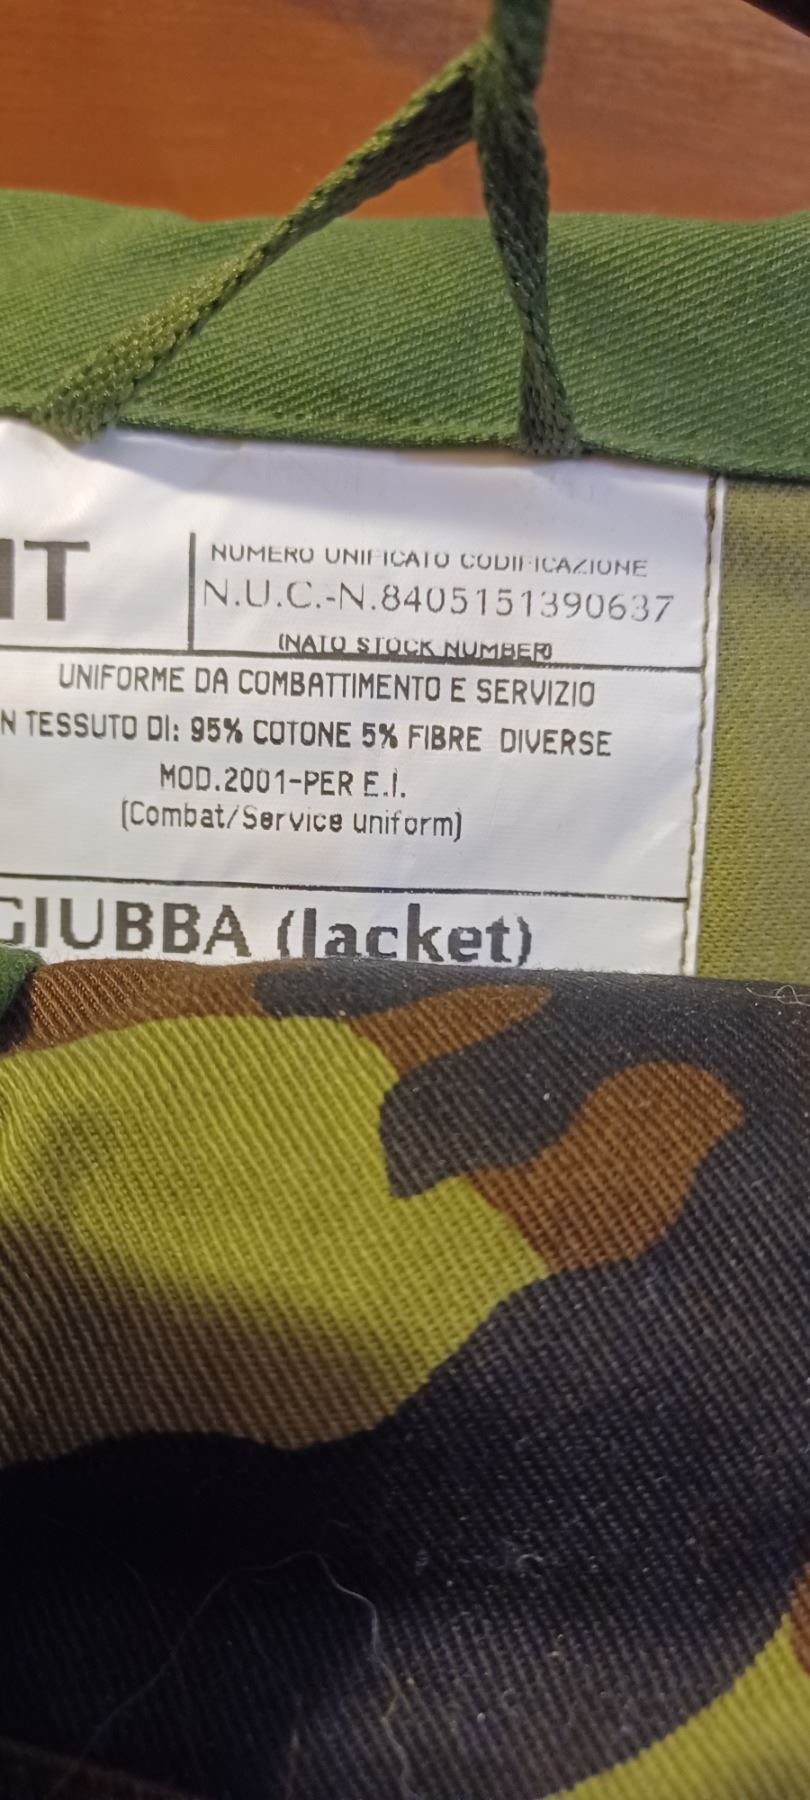 IT
NUMERO UNIFICATO CODIFICAZIONE
N.U.C.-N.8405151390637
(NATO STOCK NUMBER)
UNIFORME DA COMBATTIMENTO E SERVIZIO
N TESSUTO DI: 95% COTONE 5% FIBRE DIVERSE
MOD.2001-PER E.I.
(Combat/Service uniform)
GIUBBA (Jacket)